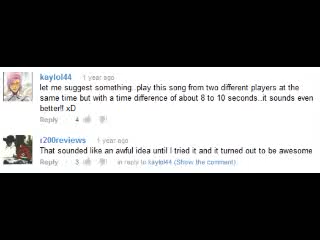 kaylol44 1 year ago
let me suggest something..play this song from two different players at the
same time but with a time difference of about 8 to 10 seconds..it sounds even
better!! xD
Reply 4
r200reviews 1 year ago
That sounded like an awful idea until I tried it and it turned out to be awesome
Reply 3 in reply to kaylol44 (Show the comment)